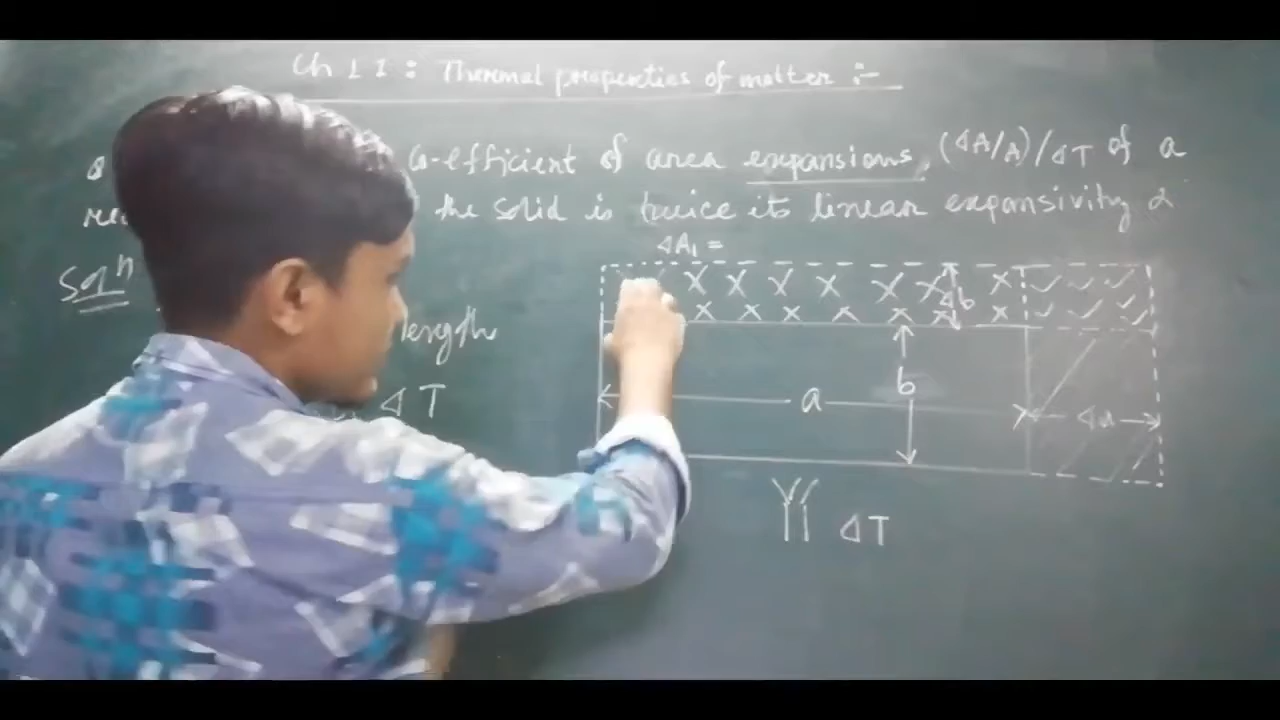 Ch 11 : Thermal properties of matter :-
Co-efficient of area expansions, (ΔA/A)/ΔT of a
the solid is twice its linear expansivity α
ΔA₁ =
Solⁿ
Δb
length
b
a
ΔT
Δa
ΔT